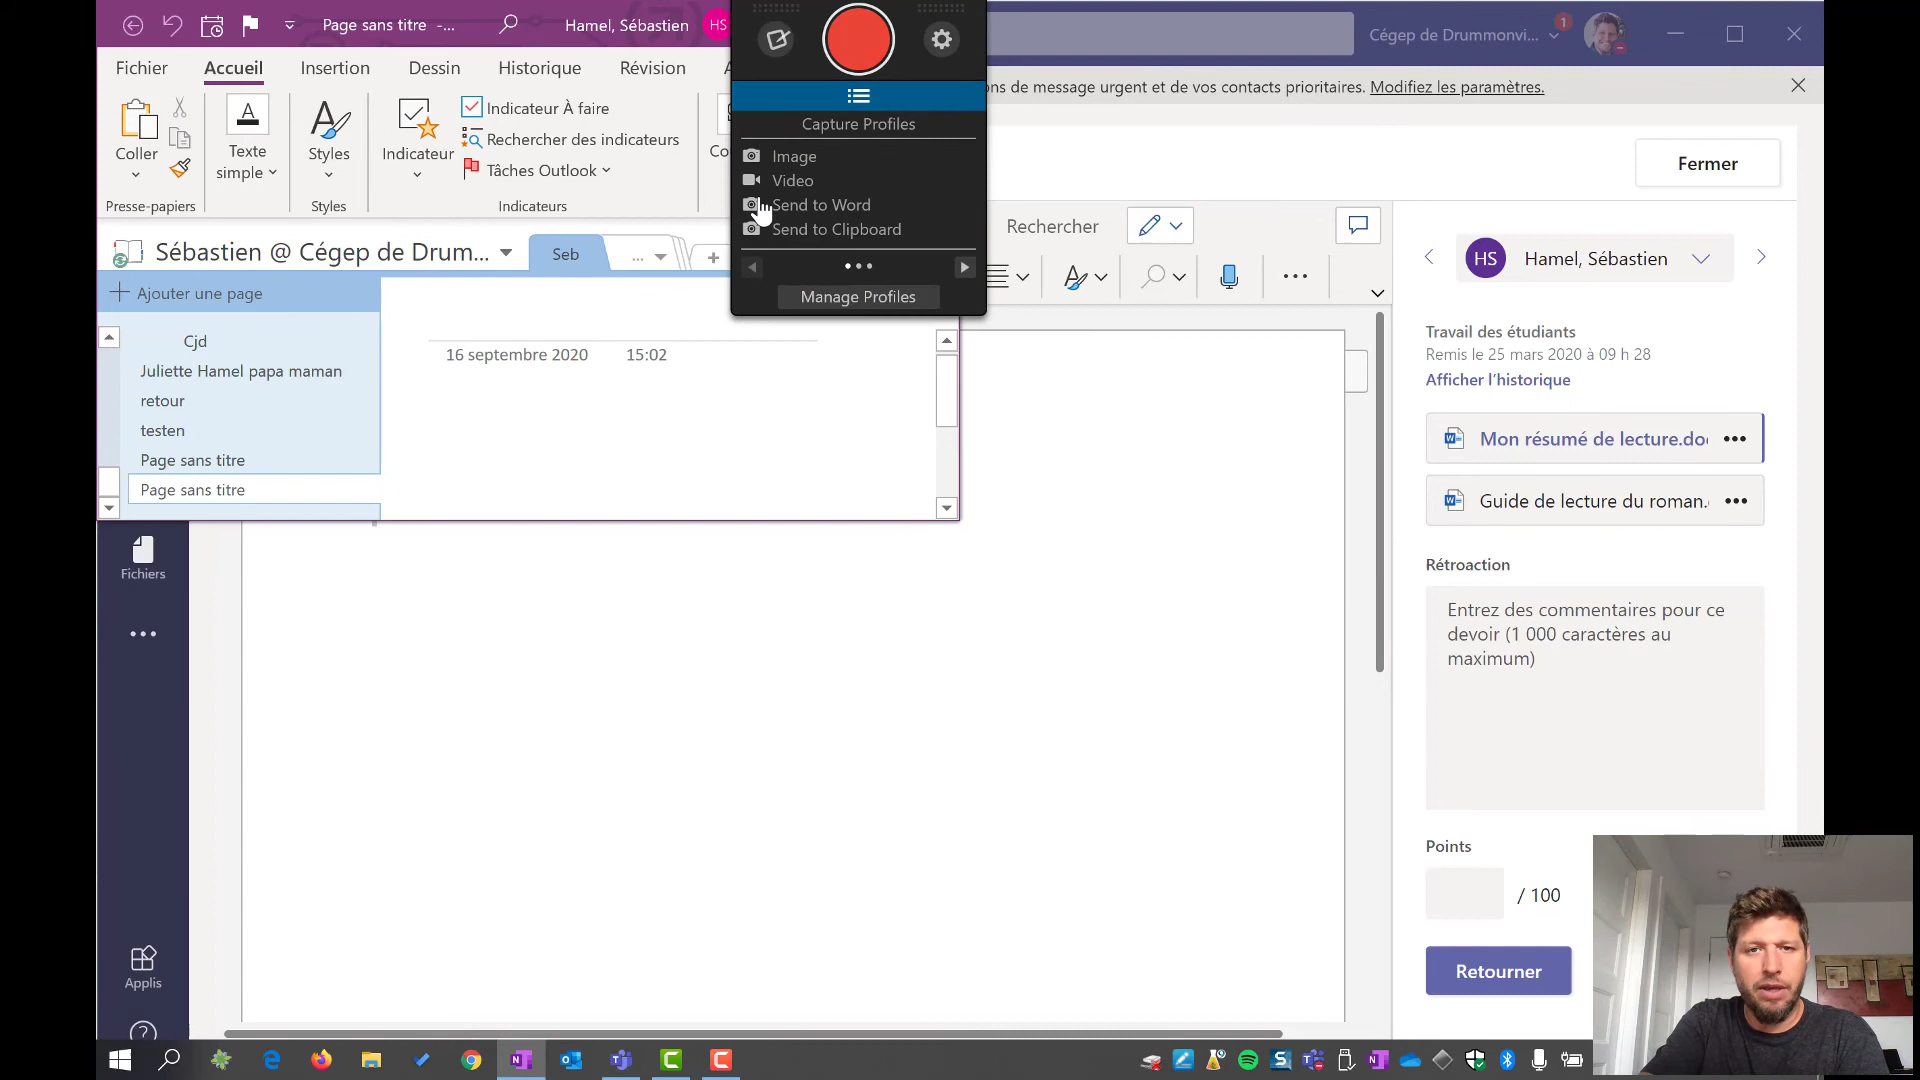 Page sans titre -...
Hamel, Sébastien
HS
Cégep de Drummonvi...
1
Fichier
Accueil
Insertion
Dessin
Historique
Révision
ns de message urgent et de vos contacts prioritaires. Modifiez les paramètres.
Coller
Texte
simple
Styles
Indicateur
Indicateur À faire
Rechercher des indicateurs
Tâches Outlook
Presse-papiers
Styles
Indicateurs
Capture Profiles
Image
Video
Send to Word
Send to Clipboard
Manage Profiles
Fermer
Rechercher
Sébastien @ Cégep de Drum...
Seb
...
HS
Hamel, Sébastien
Ajouter une page
Cjd
Juliette Hamel papa maman
retour
testen
Page sans titre
Page sans titre
16 septembre 2020
15:02
Travail des étudiants
Remis le 25 mars 2020 à 09 h 28
Afficher l'historique
Mon résumé de lecture.do
Guide de lecture du roman.
Rétroaction
Entrez des commentaires pour ce
devoir (1 000 caractères au
maximum)
Points
/ 100
Retourner
Fichiers
Applis